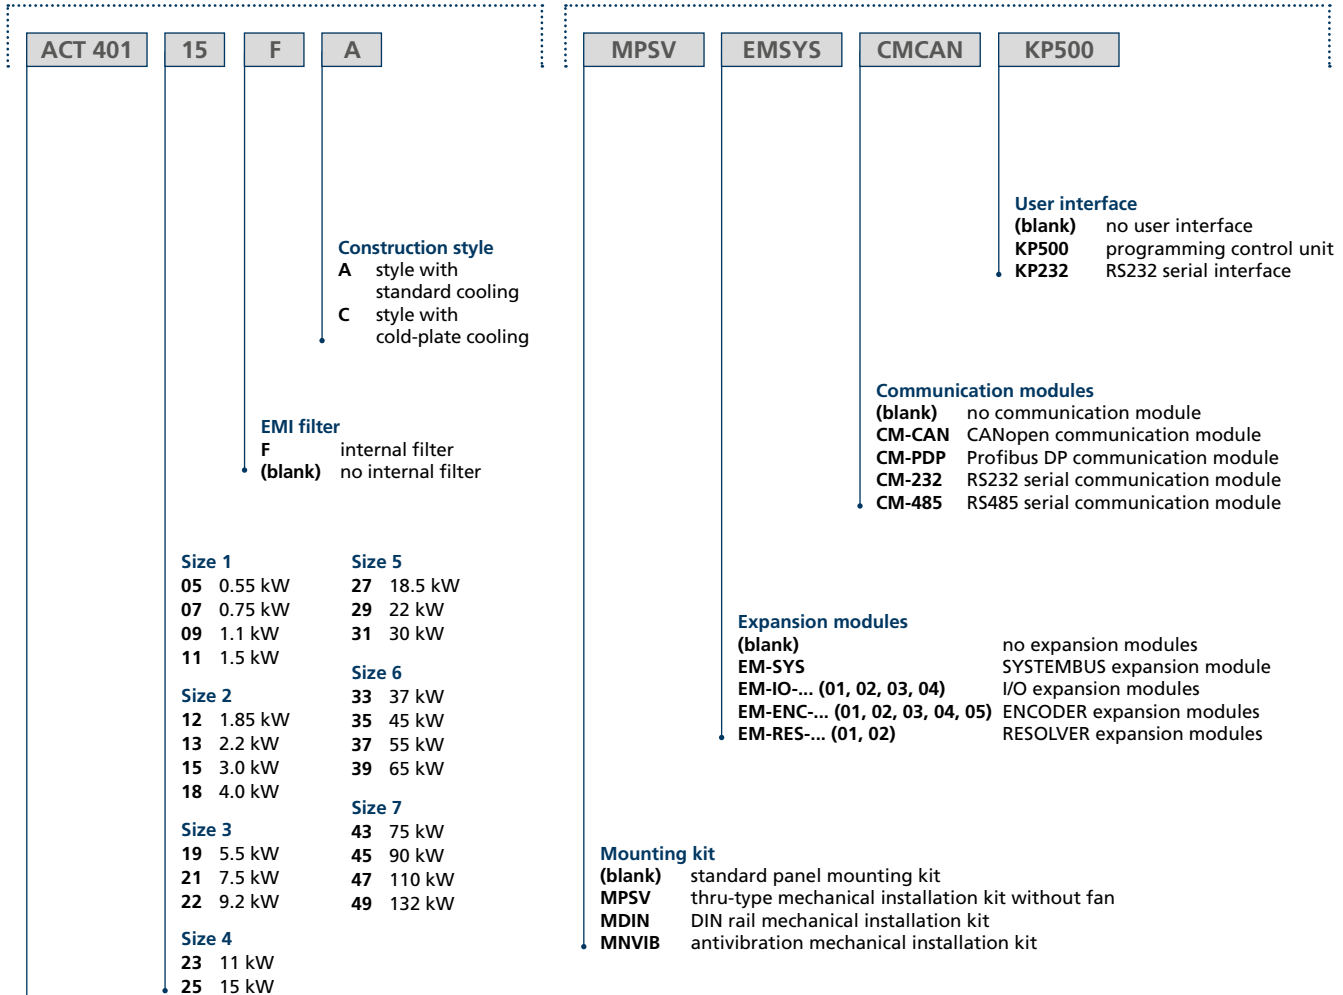 ACT 401 15 F A MPSV EMSYS CMCAN KP500
User interface
(blank) no user interface
KP500 programming control unit
KP232 RS232 serial interface
Construction style
A style with
standard cooling
C style with
cold-plate cooling
Communication modules
(blank) no communication module
CM-CAN CANopen communication module
CM-PDP Profibus DP communication module
CM-232 RS232 serial communication module
CM-485 RS485 serial communication module
EMI filter
F internal filter
(blank) no internal filter
Size 1
05 0.55 kW
07 0.75 kW
09 1.1 kW
11 1.5 kW
Size 2
12 1.85 kW
13 2.2 kW
15 3.0 kW
18 4.0 kW
Size 3
19 5.5 kW
21 7.5 kW
22 9.2 kW
Size 4
23 11 kW
25 15 kW
Size 5
27 18.5 kW
29 22 kW
31 30 kW
Size 6
33 37 kW
35 45 kW
37 55 kW
39 65 kW
Size 7
43 75 kW
45 90 kW
47 110 kW
49 132 kW
Expansion modules
(blank) no expansion modules
EM-SYS SYSTEMBUS expansion module
EM-IO-... (01, 02, 03, 04) I/O expansion modules
EM-ENC-... (01, 02, 03, 04, 05) ENCODER expansion modules
EM-RES-... (01, 02) RESOLVER expansion modules
Mounting kit
(blank) standard panel mounting kit
MPSV thru-type mechanical installation kit without fan
MDIN DIN rail mechanical installation kit
MNVIB antivibration mechanical installation kit